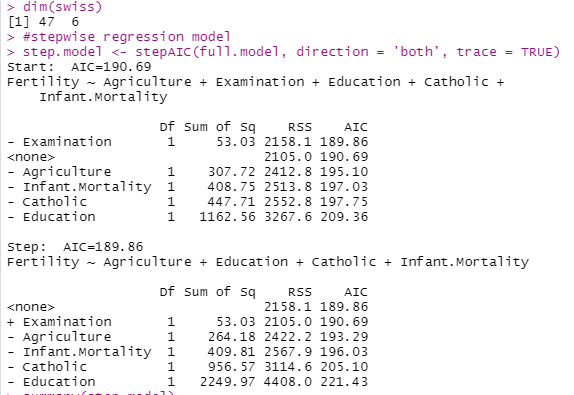 > dim(swiss)
[1] 47  6
> #stepwise regression model
> step.model <- stepAIC(full.model, direction = 'both', trace = TRUE)
Start:  AIC=190.69
Fertility ~ Agriculture + Examination + Education + Catholic +
    Infant.Mortality

                   Df Sum of Sq    RSS    AIC
- Examination       1     53.03 2158.1 189.86
<none>                          2105.0 190.69
- Agriculture       1    307.72 2412.8 195.10
- Infant.Mortality  1    408.75 2513.8 197.03
- Catholic          1    447.71 2552.8 197.75
- Education         1   1162.56 3267.6 209.36

Step:  AIC=189.86
Fertility ~ Agriculture + Education + Catholic + Infant.Mortality

                   Df Sum of Sq    RSS    AIC
<none>                          2158.1 189.86
+ Examination       1     53.03 2105.0 190.69
- Agriculture       1    264.18 2422.2 193.29
- Infant.Mortality  1    409.81 2567.9 196.03
- Catholic          1    956.57 3114.6 205.10
- Education         1   2249.97 4408.0 221.43